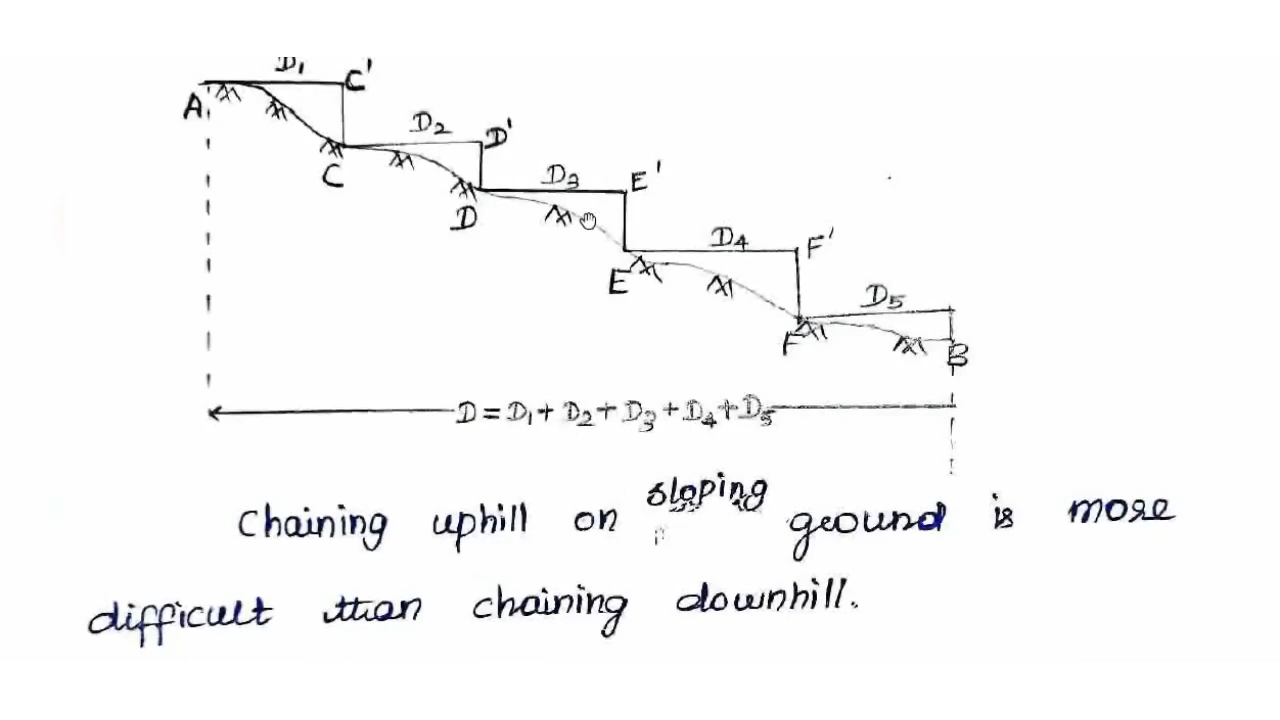 D₁
C'
A
D₂
D'
C
D₃
E'
D
D₄
F'
E
D₅
F
B
D = D₁ + D₂ + D₃ + D₄ + D₅
Chaining uphill on sloping ground is more
difficult than chaining downhill.